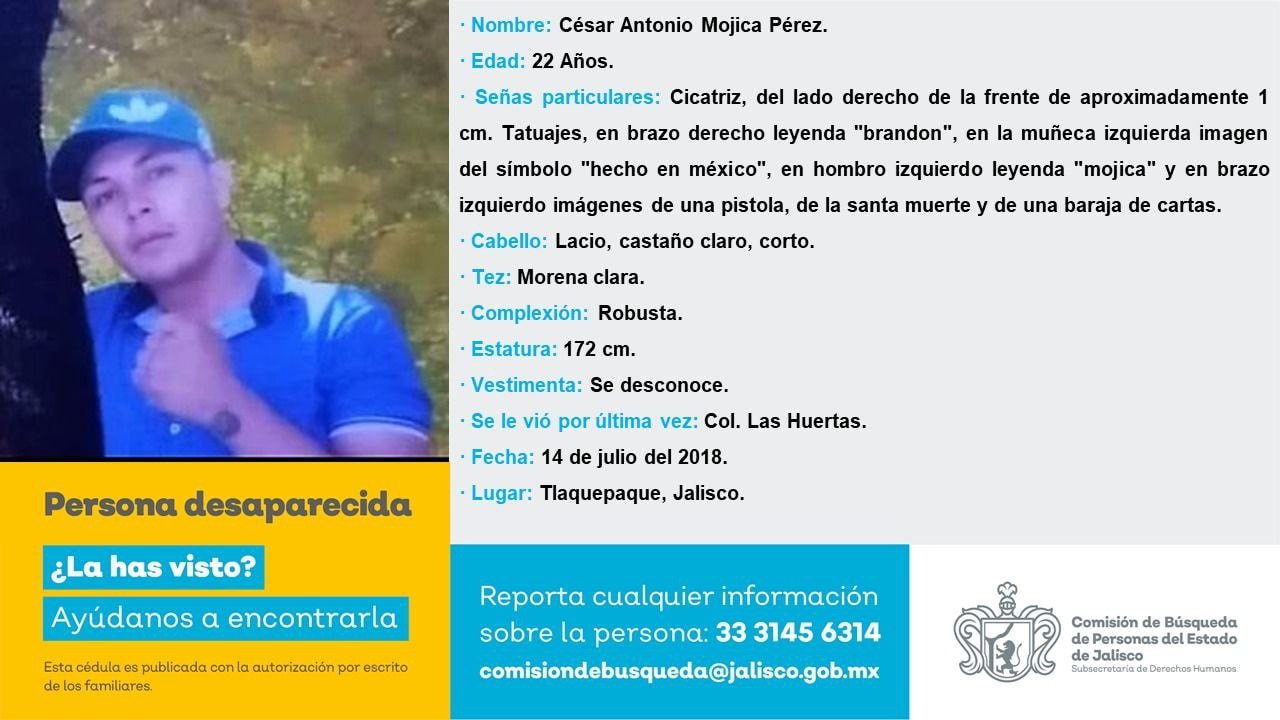 · Nombre: César Antonio Mojica Pérez.
· Edad: 22 Años.
· Señas particulares: Cicatriz, del lado derecho de la frente de aproximadamente 1
cm. Tatuajes, en brazo derecho leyenda "brandon", en la muñeca izquierda imagen
del símbolo "hecho en méxico", en hombro izquierdo leyenda "mojica" y en brazo
izquierdo imágenes de una pistola, de la santa muerte y de una baraja de cartas.
· Cabello: Lacio, castaño claro, corto.
· Tez: Morena clara.
· Complexión: Robusta.
· Estatura: 172 cm.
· Vestimenta: Se desconoce.
· Se le vió por última vez: Col. Las Huertas.
· Fecha: 14 de julio del 2018.
· Lugar: Tlaquepaque, Jalisco.
Persona desaparecida
¿La has visto?
Ayúdanos a encontrarla
Esta cédula es publicada con la autorización por escrito
de los familiares.
Reporta cualquier información
sobre la persona: 33 3145 6314
comisiondebusqueda@jalisco.gob.mx
Comisión de Búsqueda
de Personas del Estado
de Jalisco
Subsecretaría de Derechos Humanos